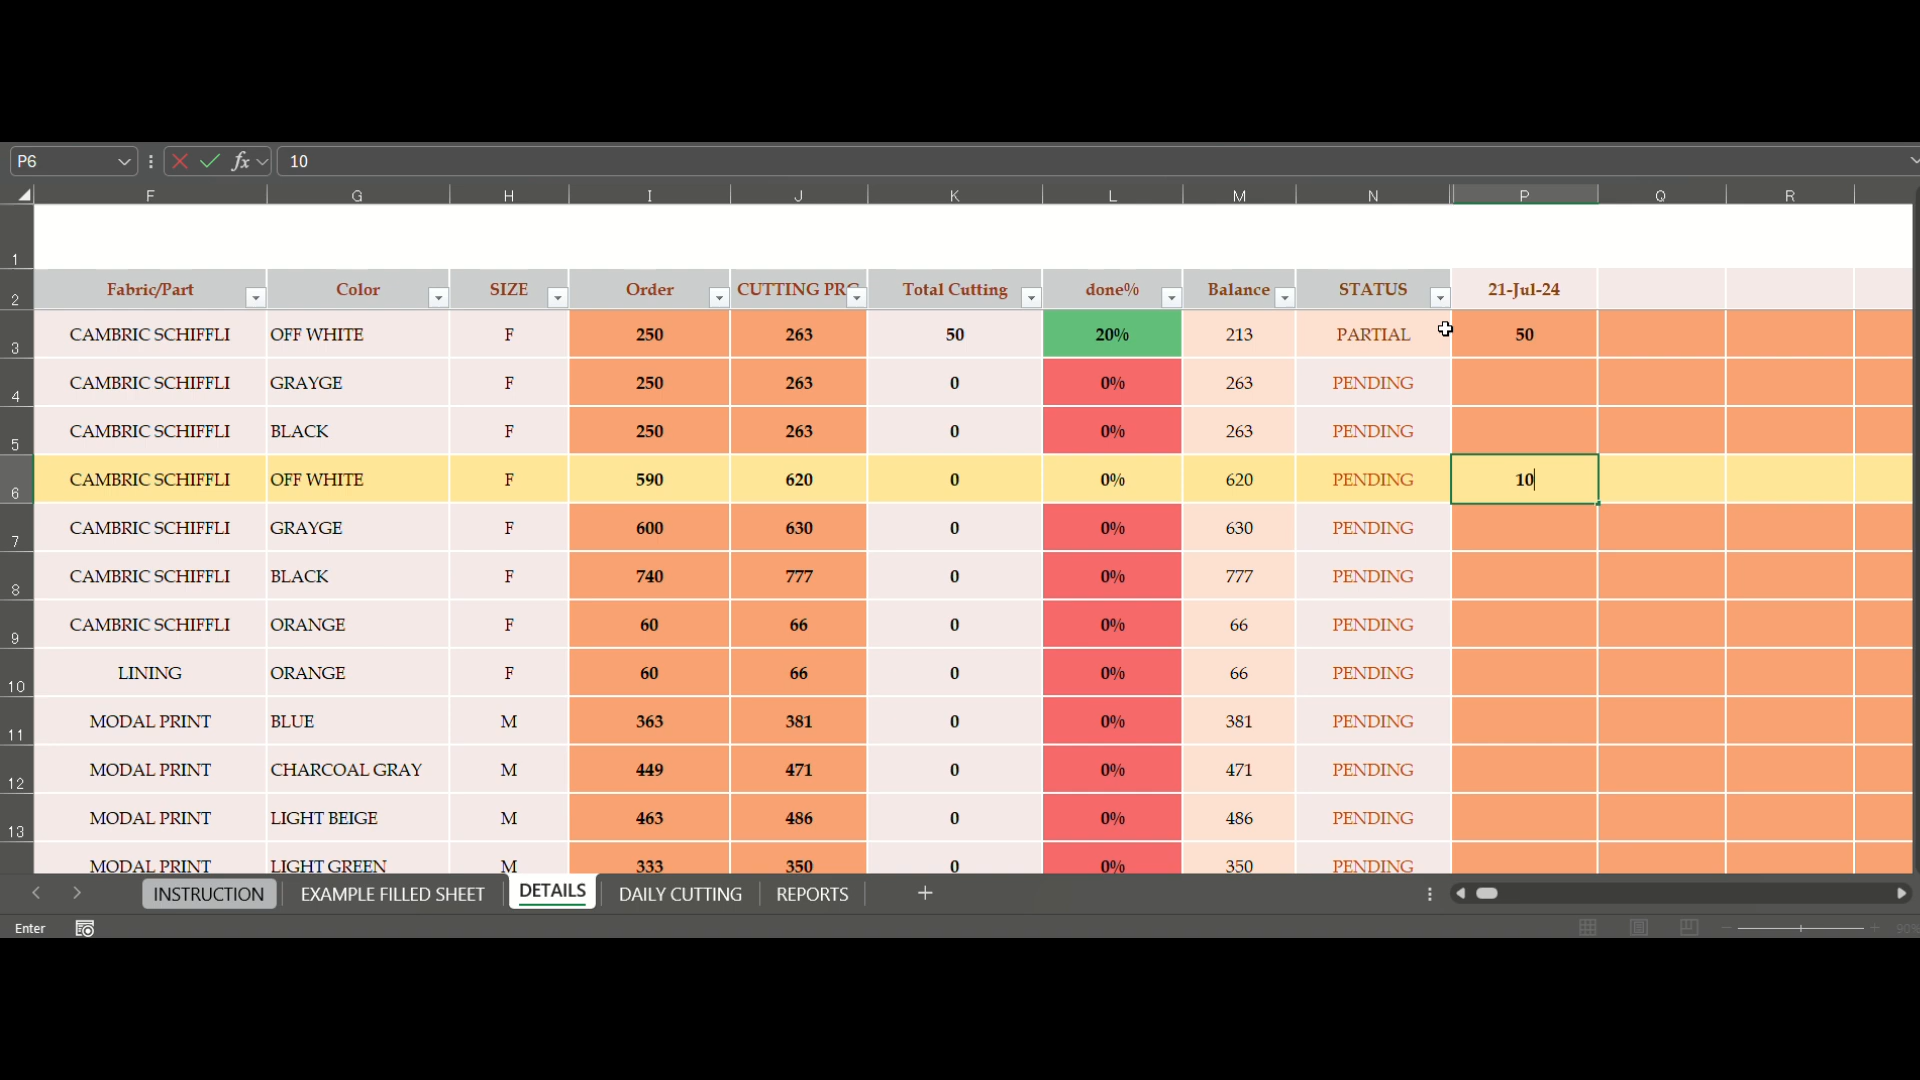 P6 fx 10
F G H I J K L M N P Q R
1
2 Fabric/Part Color SIZE Order CUTTING PRO Total Cutting done% Balance STATUS 21-Jul-24
3 CAMBRIC SCHIFFLI OFF WHITE F 250 263 50 20% 213 PARTIAL 50
4 CAMBRIC SCHIFFLI GRAYGE F 250 263 0 0% 263 PENDING
5 CAMBRIC SCHIFFLI BLACK F 250 263 0 0% 263 PENDING
6 CAMBRIC SCHIFFLI OFF WHITE F 590 620 0 0% 620 PENDING 10
7 CAMBRIC SCHIFFLI GRAYGE F 600 630 0 0% 630 PENDING
8 CAMBRIC SCHIFFLI BLACK F 740 777 0 0% 777 PENDING
9 CAMBRIC SCHIFFLI ORANGE F 60 66 0 0% 66 PENDING
10 LINING ORANGE F 60 66 0 0% 66 PENDING
11 MODAL PRINT BLUE M 363 381 0 0% 381 PENDING
12 MODAL PRINT CHARCOAL GRAY M 449 471 0 0% 471 PENDING
13 MODAL PRINT LIGHT BEIGE M 463 486 0 0% 486 PENDING
MODAL PRINT LIGHT GREEN M 333 350 0 0% 350 PENDING
INSTRUCTION EXAMPLE FILLED SHEET DETAILS DAILY CUTTING REPORTS
Enter 90%